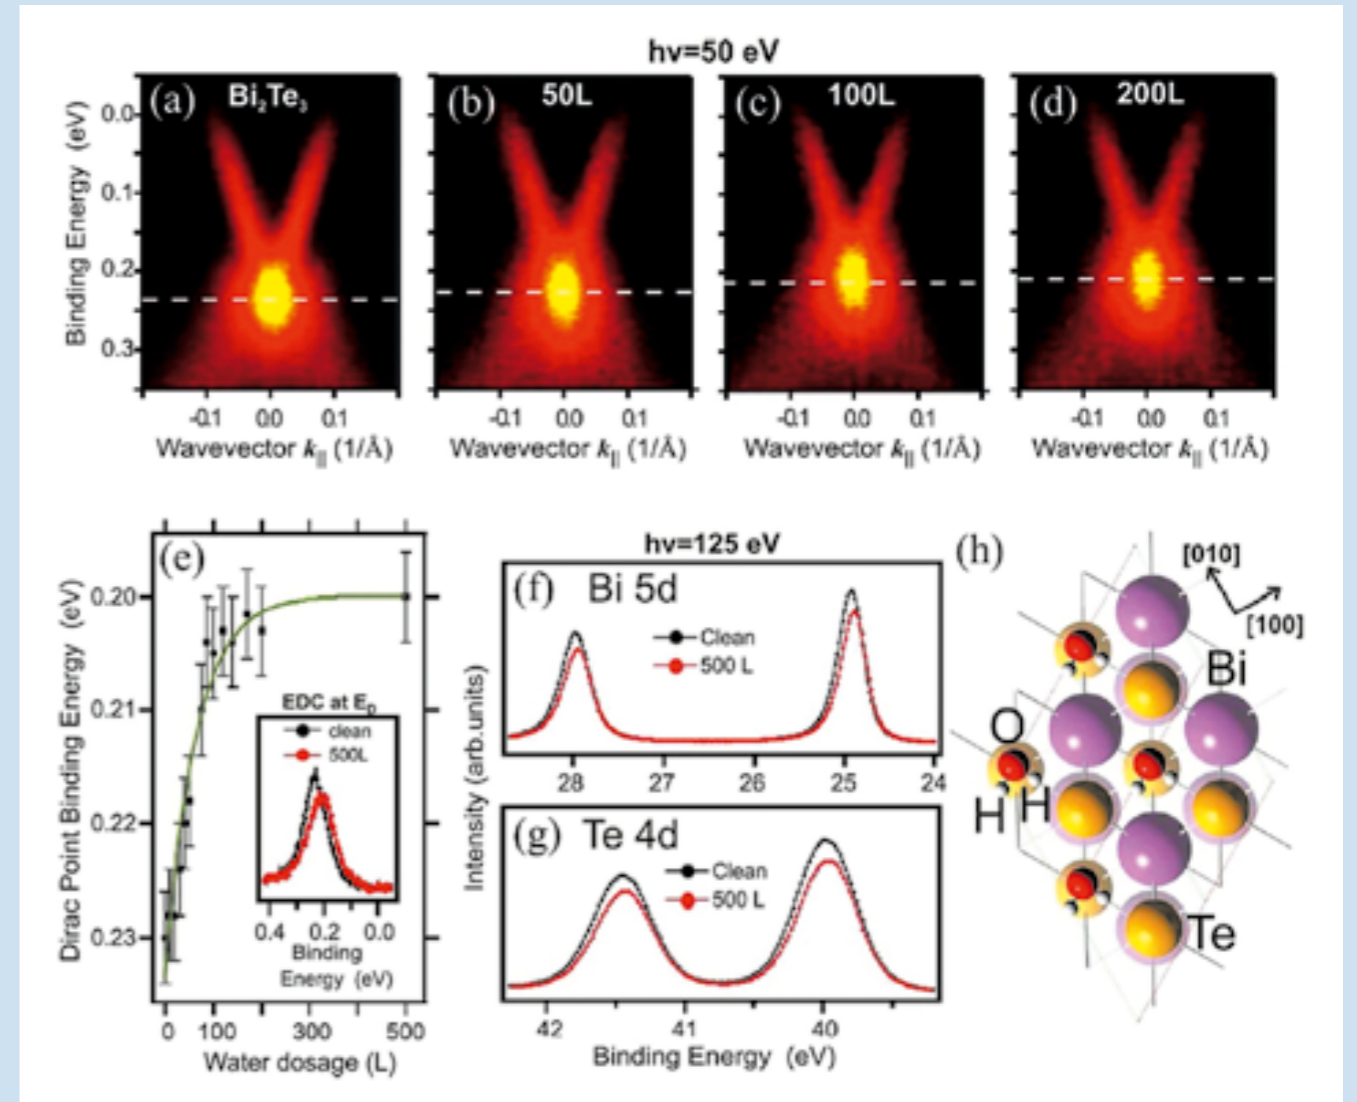 hν=50 eV
(a) Bi₂Te₃
(b) 50L
(c) 100L
(d) 200L
Binding Energy (eV)
0.0
0.1
0.2
0.3
-0.1 0.0 0.1
-0.1 0.0 0.1
-0.1 0.0 0.1
-0.1 0.0 0.1
Wavevector k|| (1/Å)
Wavevector k|| (1/Å)
Wavevector k|| (1/Å)
Wavevector k|| (1/Å)
(e)
Dirac Point Binding Energy (eV)
0.20
0.21
0.22
0.23
EDC at E_D
clean
500L
0.4 0.2 0.0
Binding
Energy (eV)
0 100 300 500
Water dosage (L)
hν=125 eV
(f) Bi 5d
Clean
500 L
28 27 26 25 24
Intensity (arb.units)
(g) Te 4d
Clean
500 L
42 41 40
Binding Energy (eV)
(h)
[010]
[100]
Bi
O
H H
Te